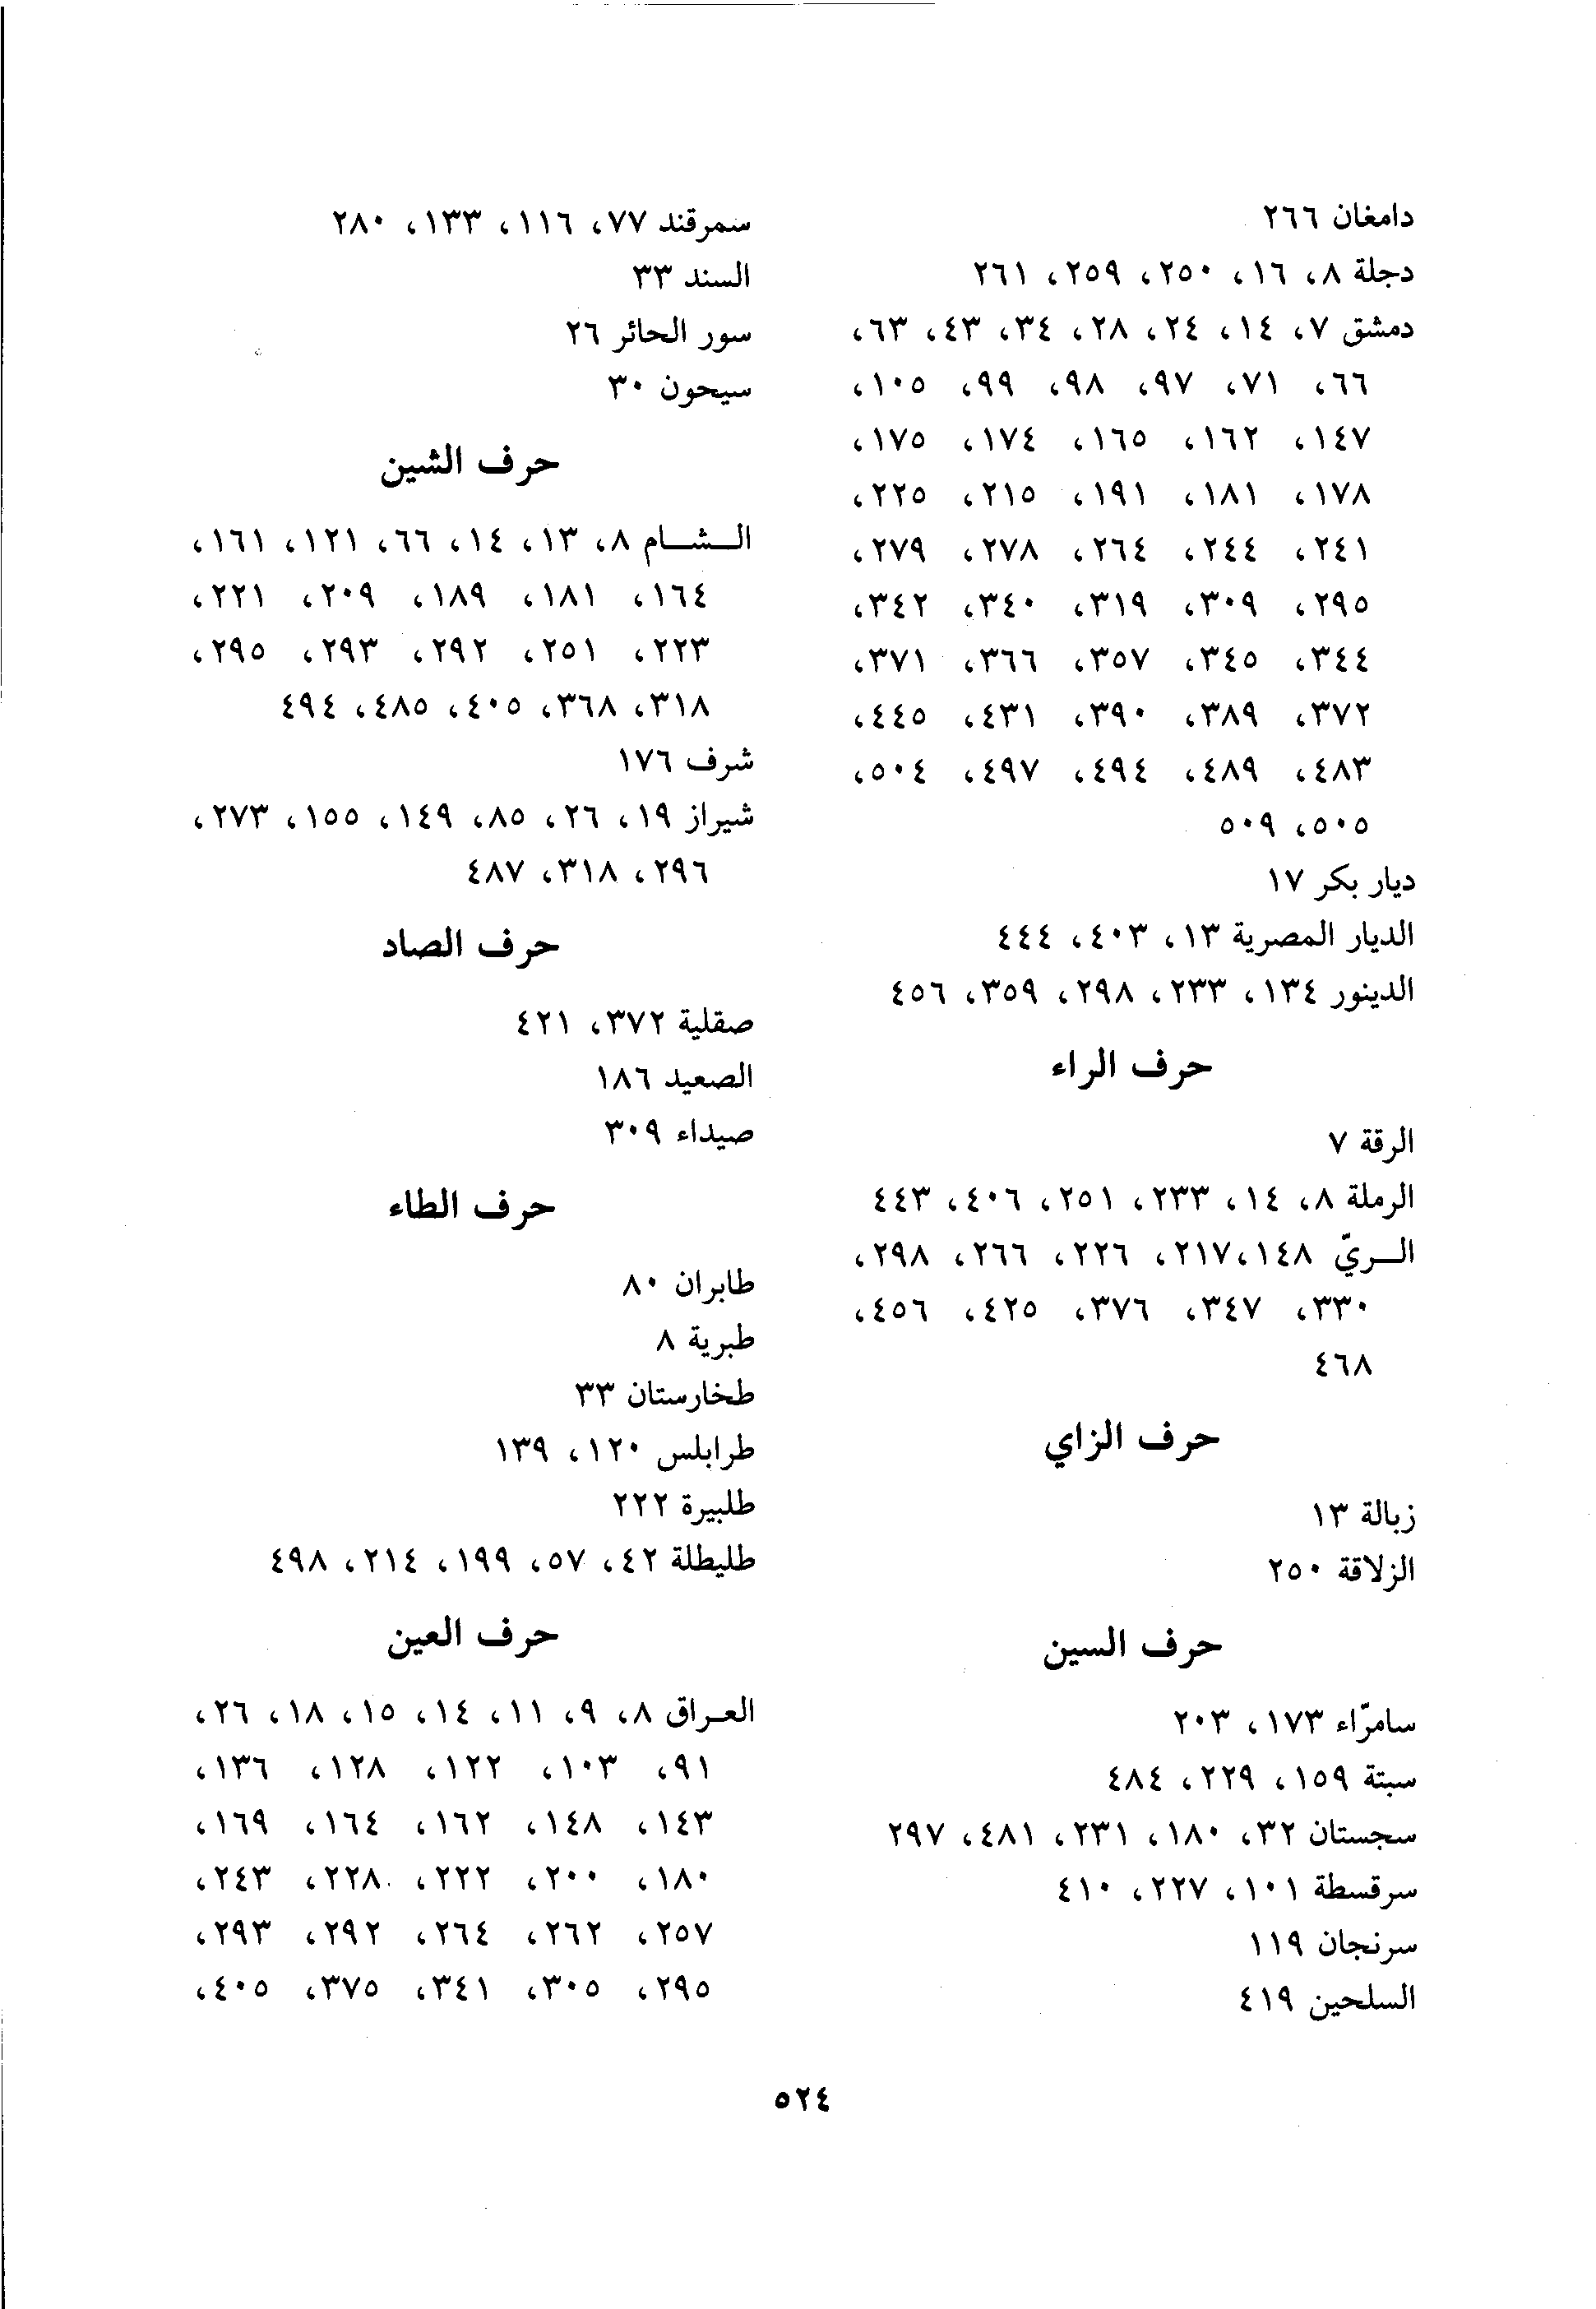 دامغان ٢٦٦
دجلة ٨، ١٦، ٢٥٠، ٢٥٩، ٢٦١
دمشق ٧، ١٤، ٢٤، ٢٨، ٣٤، ٤٣، ٦٣،
٦٦، ٧١، ٩٧، ٩٨، ٩٩، ١٠٥،
١٤٧، ١٦٢، ١٦٥، ١٧٤، ١٧٥،
١٧٨، ١٨١، ١٩١، ٢١٥، ٢٢٥،
٢٤١، ٢٤٤، ٢٦٤، ٢٧٨، ٢٧٩،
٢٩٥، ٣٠٩، ٣١٩، ٣٤٠، ٣٤٢،
٣٤٤، ٣٤٥، ٣٥٧، ٣٦٦، ٣٧١،
٣٧٢، ٣٨٩، ٣٩٠، ٤٣١، ٤٤٥،
٤٨٣، ٤٨٩، ٤٩٤، ٤٩٧، ٥٠٤،
٥٠٥، ٥٠٩
ديار بكر ١٧
الديار المصرية ١٣، ٤٠٣، ٤٤٤
الدينور ١٣٤، ٢٣٣، ٢٩٨، ٣٥٩، ٤٥٦
حرف الراء
الرقة ٧
الرملة ٨، ١٤، ٢٣٣، ٢٥١، ٤٠٦، ٤٤٣
الــريّ ١٤٨،٢١٧، ٢٢٦، ٢٦٦، ٢٩٨،
٣٣٠، ٣٤٧، ٣٧٦، ٤٢٥، ٤٥٦،
٤٦٨
حرف الزاي
زبالة ١٣
الزلاقة ٢٥٠
حرف السين
سامرّاء ١٧٣، ٢٠٣
سبتة ١٥٩، ٢٢٩، ٤٨٤
سجستان ٣٢، ١٨٠، ٢٣١، ٤٨١، ٢٩٧
سرقسطة ١٠١، ٢٢٧، ٤١٠
سرنجان ١١٩
السلحين ٤١٩
سمرقند ٧٧، ١١٦، ١٣٣، ٢٨٠
السند ٣٣
سور الحائر ٢٦
سيحون ٣٠
حرف الشين
الــشــام ٨، ١٣، ١٤، ٦٦، ١٢١، ١٦١،
١٦٤، ١٨١، ١٨٩، ٢٠٩، ٢٢١،
٢٢٣، ٢٥١، ٢٩٢، ٢٩٣، ٢٩٥،
٣١٨، ٣٦٨، ٤٠٥، ٤٨٥، ٤٩٤
شرف ١٧٦
شيراز ١٩، ٢٦، ٨٥، ١٤٩، ١٥٥، ٢٧٣،
٢٩٦، ٣١٨، ٤٨٧
حرف الصاد
صقلية ٣٧٢، ٤٢١
الصعيد ١٨٦
صيداء ٣٠٩
حرف الطاء
طابران ٨٠
طبرية ٨
طخارستان ٣٣
طرابلس ١٢٠، ١٣٩
طلبيرة ٢٢٢
طليطلة ٤٢، ٥٧، ١٩٩، ٢١٤، ٤٩٨
حرف العين
العـراق ٨، ٩، ١١، ١٤، ١٥، ١٨، ٢٦،
٩١، ١٠٣، ١٢٢، ١٢٨، ١٣٦،
١٤٣، ١٤٨، ١٦٢، ١٦٤، ١٦٩،
١٨٠، ٢٠٠، ٢٢٢، ٢٢٨، ٢٤٣،
٢٥٧، ٢٦٢، ٢٦٤، ٢٩٢، ٢٩٣،
٢٩٥، ٣٠٥، ٣٤١، ٣٧٥، ٤٠٥،
٥٢٤